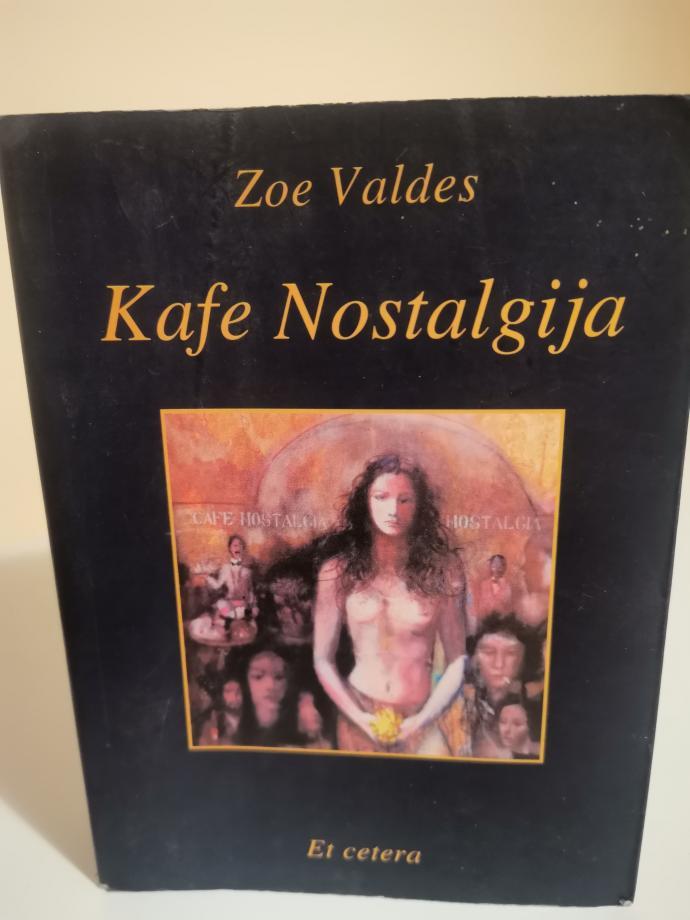 Zoe Valdes
Kafe Nostalgija
CAFE NOSTALGIA
NOSTALGIA
Et cetera